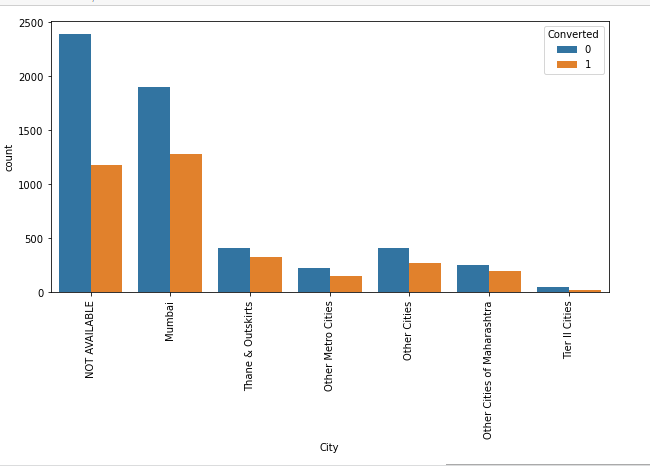 2500
2000
1500
1000
500
0
count
Converted
0
1
NOT AVAILABLE
Mumbai
Thane & Outskirts
Other Metro Cities
Other Cities
Other Cities of Maharashtra
Tier II Cities
City